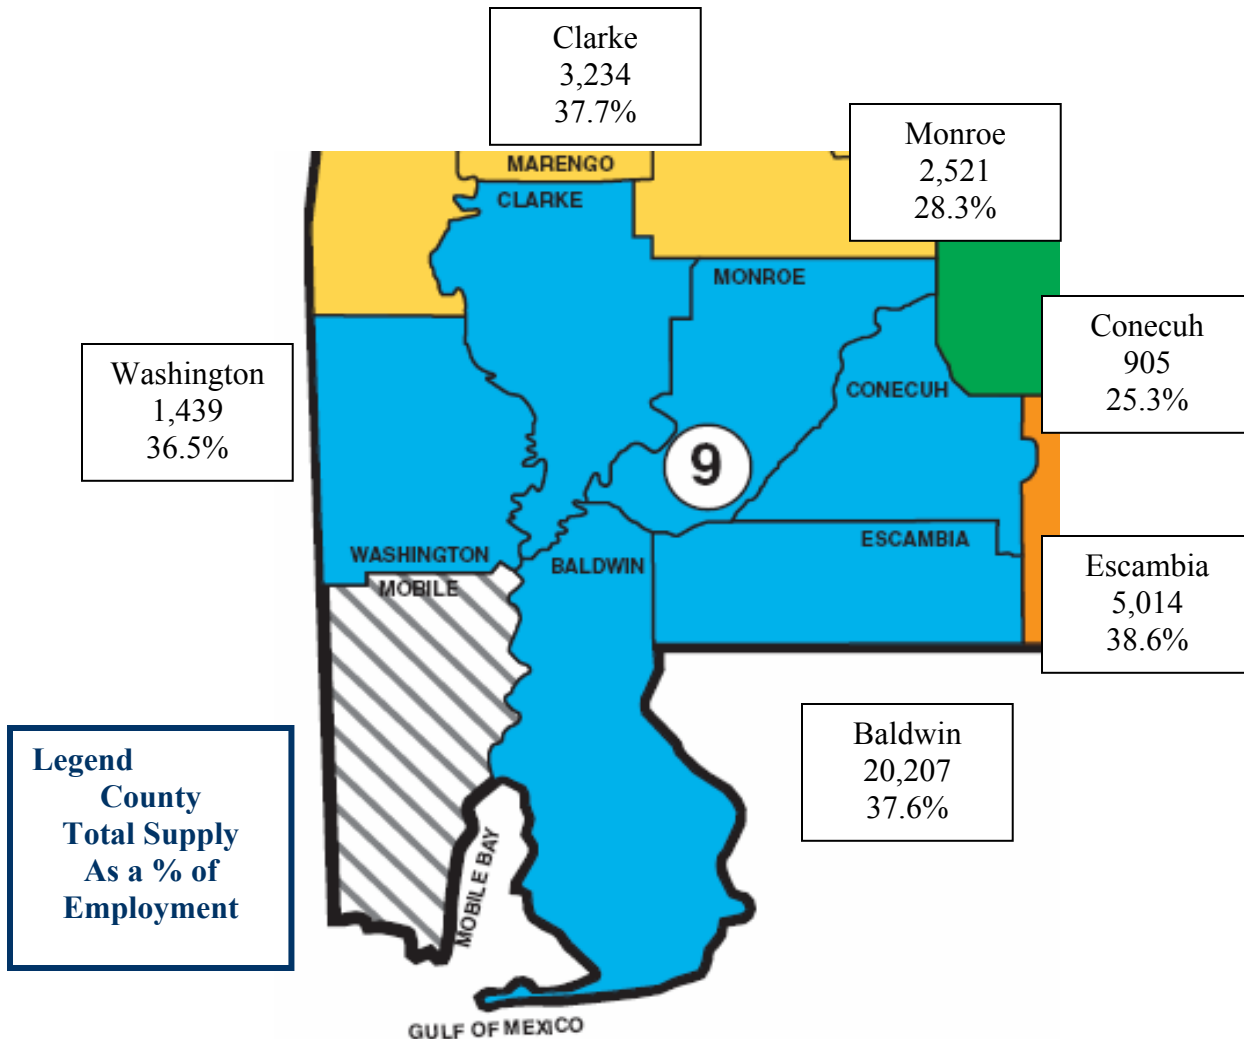 Clarke
3,234
37.7%
Monroe
2,521
28.3%
MARENGO
CLARKE
MONROE
Conecuh
905
25.3%
Washington
1,439
36.5%
CONECUH
9
ESCAMBIA
WASHINGTON
BALDWIN
MOBILE
Escambia
5,014
38.6%
Baldwin
20,207
37.6%
Legend
County
Total Supply
As a % of
Employment
MOBILE BAY
GULF OF MEXICO